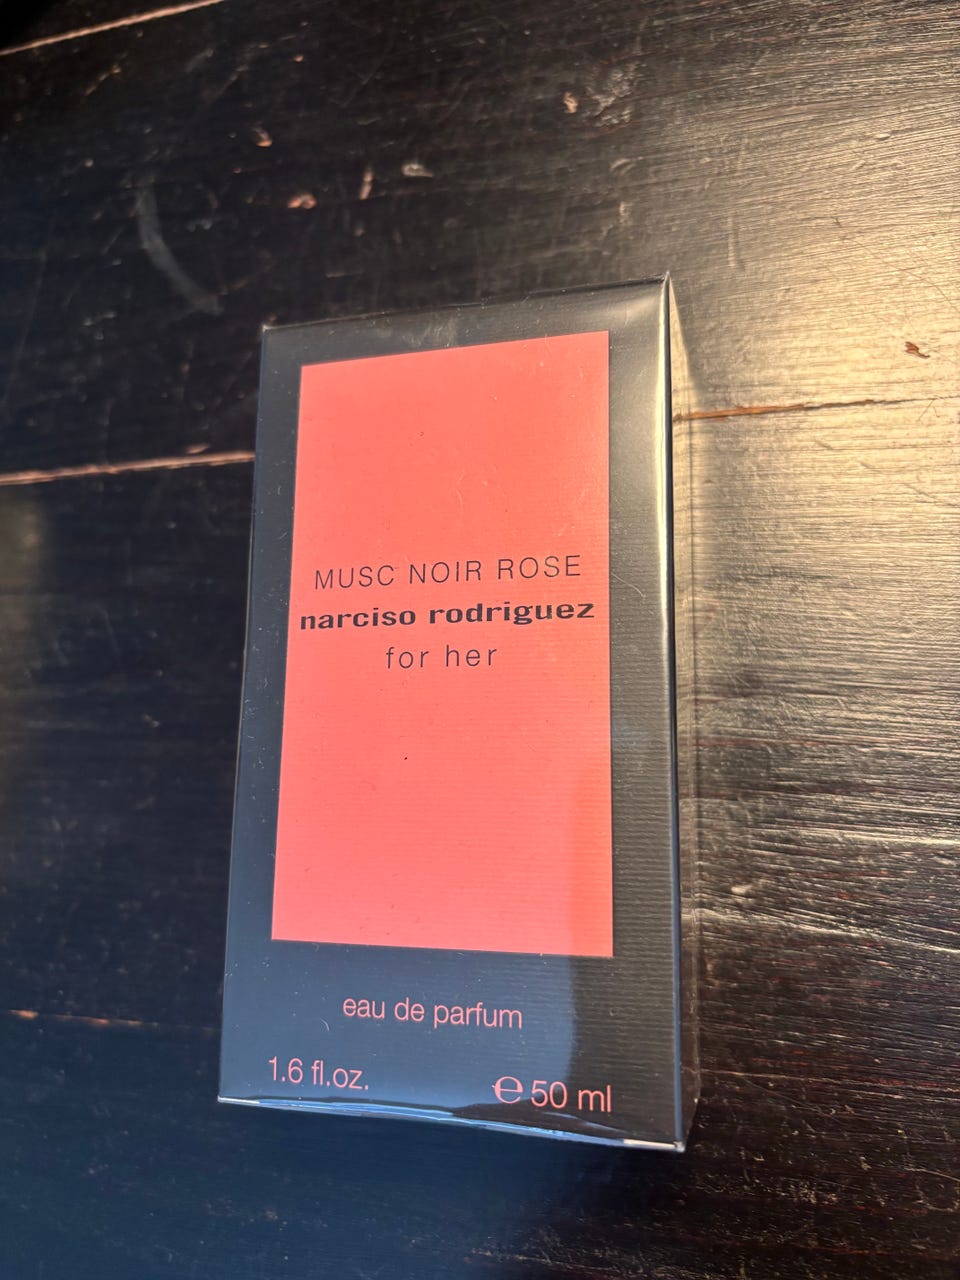 MUSC NOIR ROSE
narciso rodriguez
for her
eau de parfum
1.6 fl.oz. ℮ 50 ml